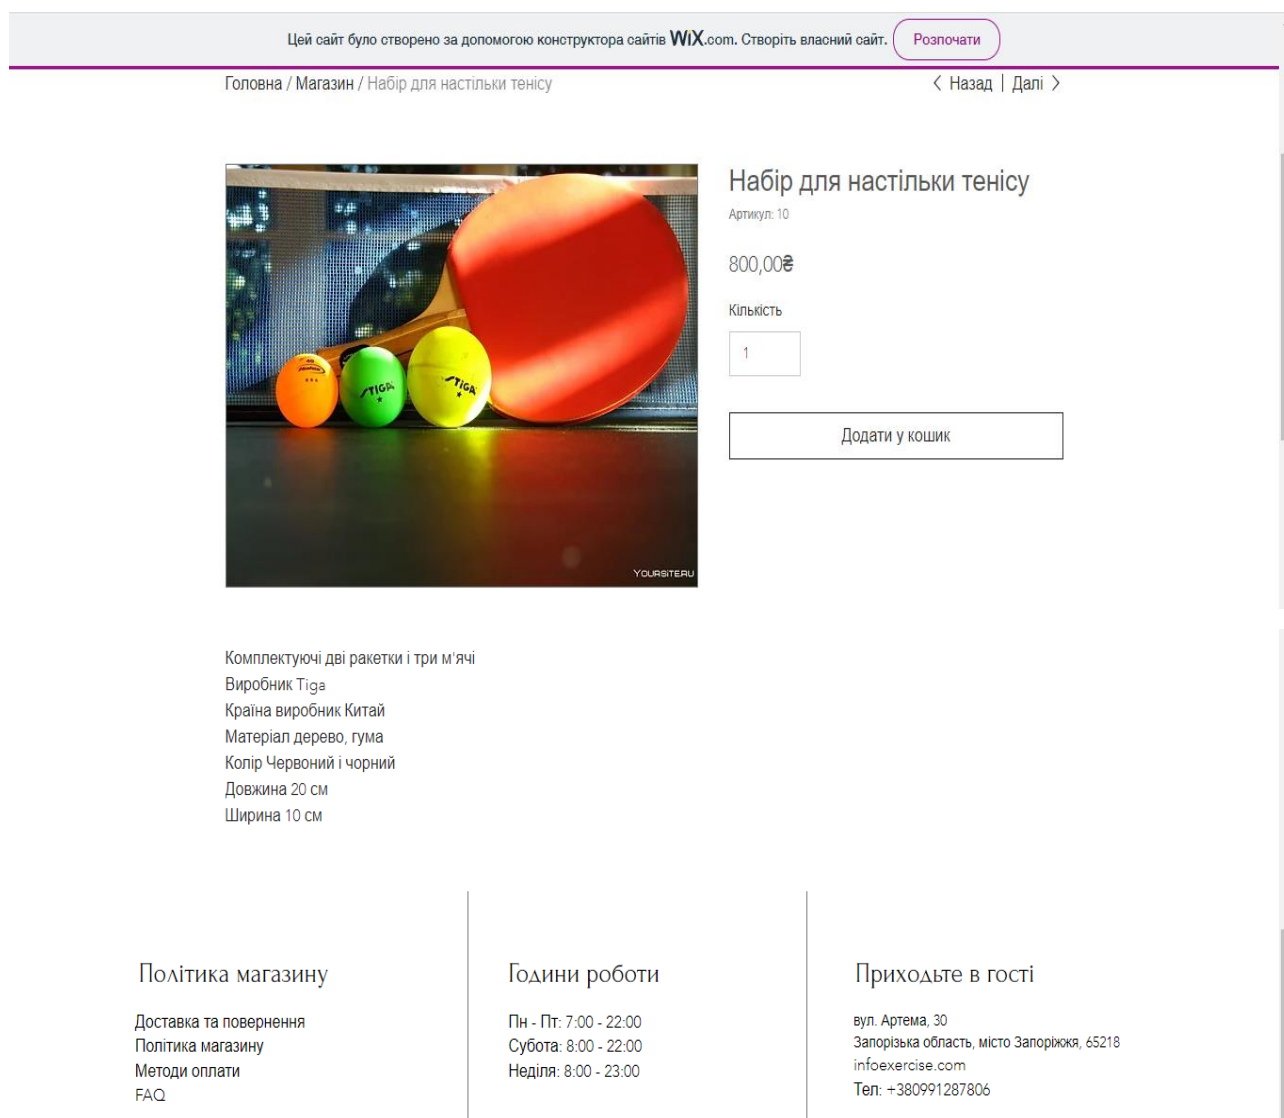 Цей сайт було створено за допомогою конструктора сайтів WiX.com. Створіть власний сайт. Розпочати
Головна / Магазин / Набір для настільки тенісу
< Назад | Далі >
Набір для настільки тенісу
Артикул: 10
800,00₴
Кількість
1
Додати у кошик
STIGA
STIGA
YOURSITE.RU
Комплектуючі дві ракетки і три м'ячі
Виробник Tiga
Країна виробник Китай
Матеріал дерево, гума
Колір Червоний і чорний
Довжина 20 см
Ширина 10 см
Політика магазину
Доставка та повернення
Політика магазину
Методи оплати
FAQ
Години роботи
Пн - Пт: 7:00 - 22:00
Субота: 8:00 - 22:00
Неділя: 8:00 - 23:00
Приходьте в гості
вул. Артема, 30
Запорізька область, місто Запоріжжя, 65218
infoexercise.com
Тел: +380991287806